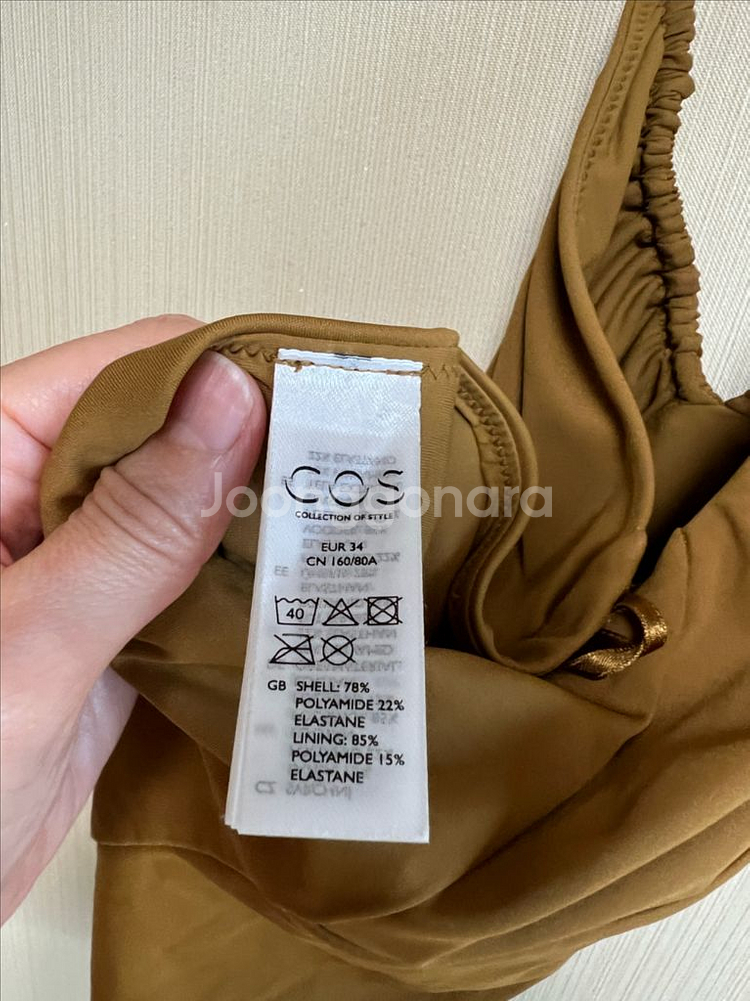 COS
COLLECTION OF STYLE
EUR 34
CN 160/80A
40
GB SHELL: 78%
POLYAMIDE 22%
ELASTANE
LINING: 85%
POLYAMIDE 15%
ELASTANE
Joonggonara